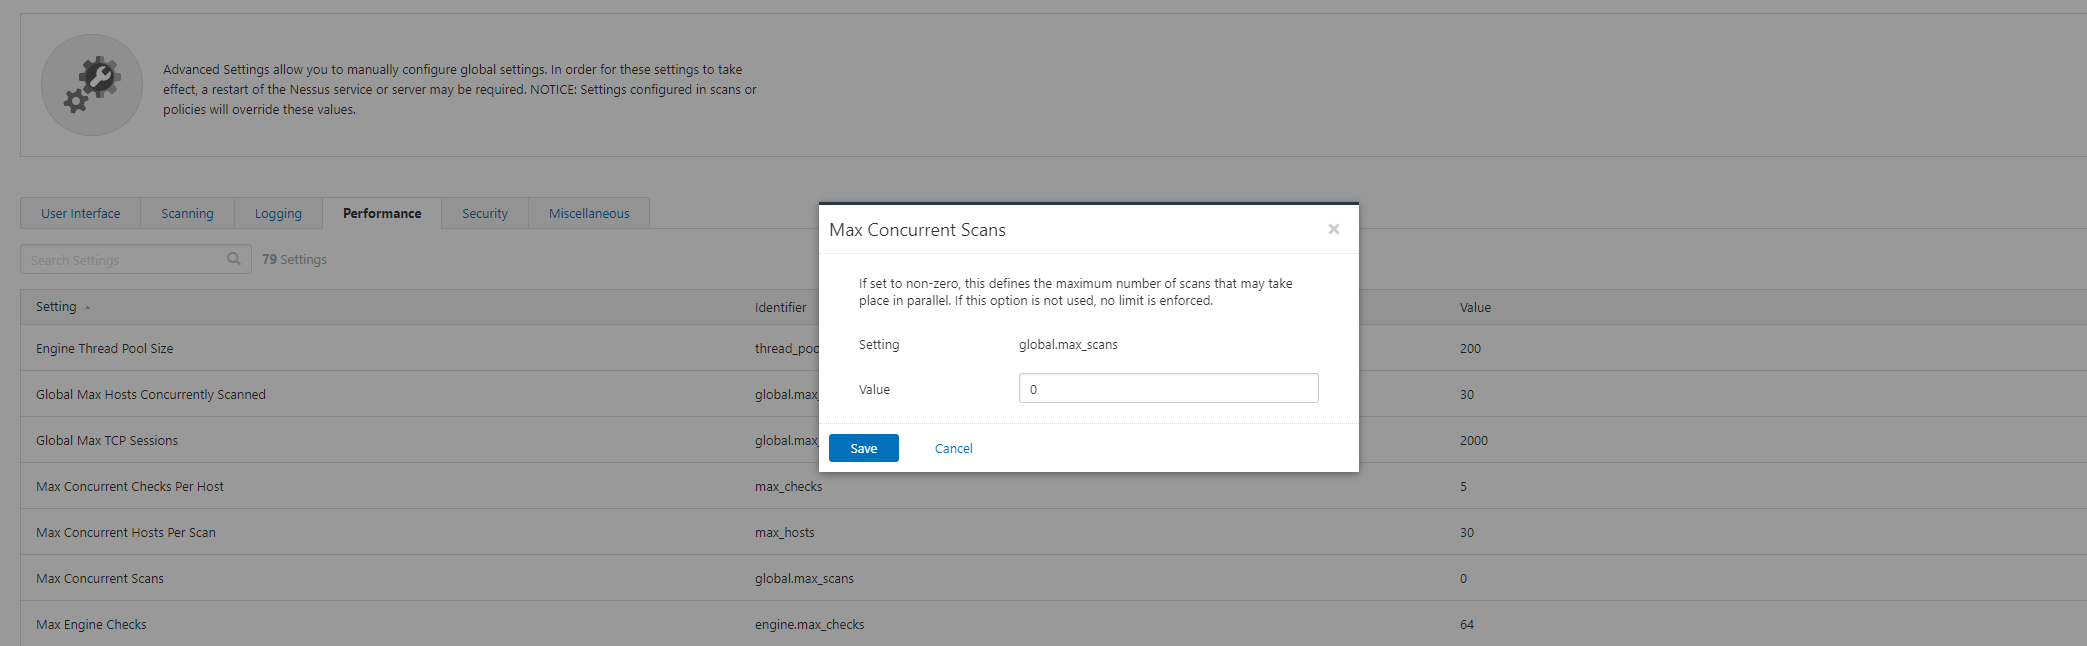 Advanced Settings allow you to manually configure global settings. In order for these settings to take
effect, a restart of the Nessus service or server may be required. NOTICE: Settings configured in scans or
policies will override these values.
User Interface Scanning Logging Performance Security Miscellaneous
Search Settings 79 Settings
Setting Identifier Value
Engine Thread Pool Size thread_poo 200
Global Max Hosts Concurrently Scanned global.max_ 30
Global Max TCP Sessions global.max_ 2000
Max Concurrent Checks Per Host max_checks 5
Max Concurrent Hosts Per Scan max_hosts 30
Max Concurrent Scans global.max_scans 0
Max Engine Checks engine.max_checks 64
Max Concurrent Scans ×
If set to non-zero, this defines the maximum number of scans that may take
place in parallel. If this option is not used, no limit is enforced.
Setting global.max_scans
Value 0
Save Cancel